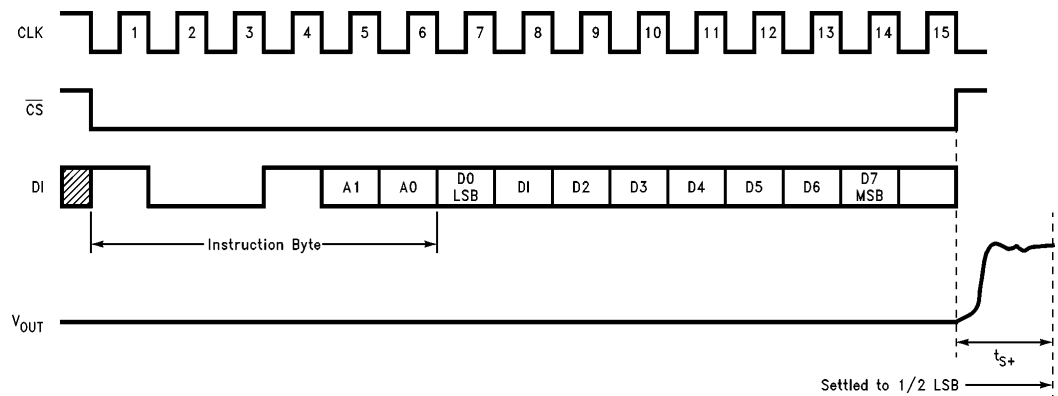 CLK 1 2 3 4 5 6 7 8 9 10 11 12 13 14 15
CS
DI A1 A0 D0 LSB DI D2 D3 D4 D5 D6 D7 MSB
Instruction Byte
VOUT
tS+
Settled to 1/2 LSB